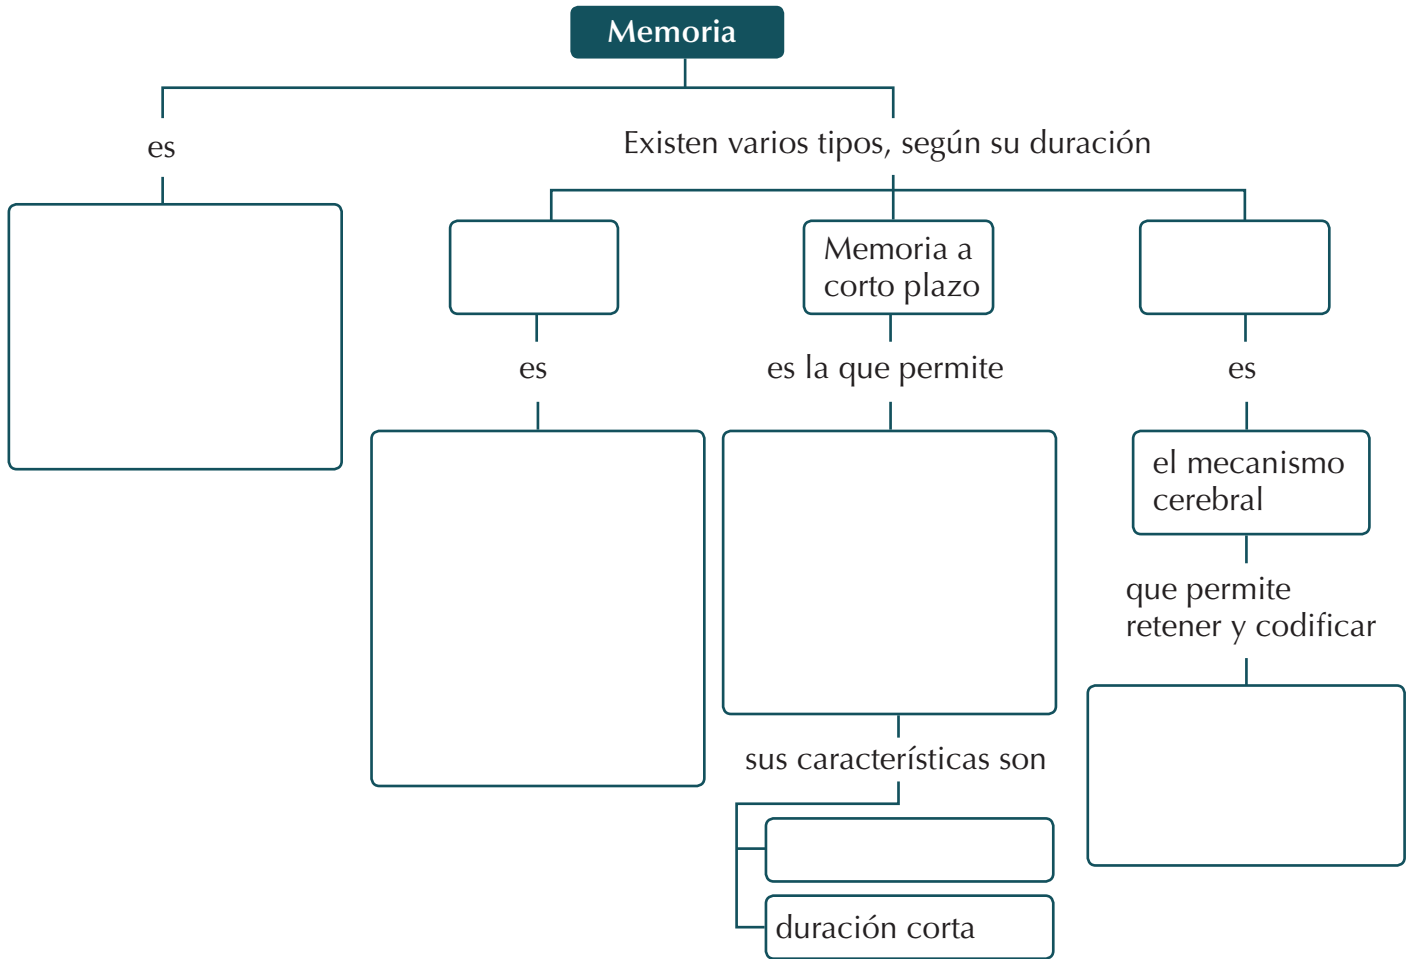 Memoria
es
Existen varios tipos, según su duración
Memoria a
corto plazo
es
es la que permite
es
el mecanismo
cerebral
que permite
retener y codificar
sus características son
duración corta